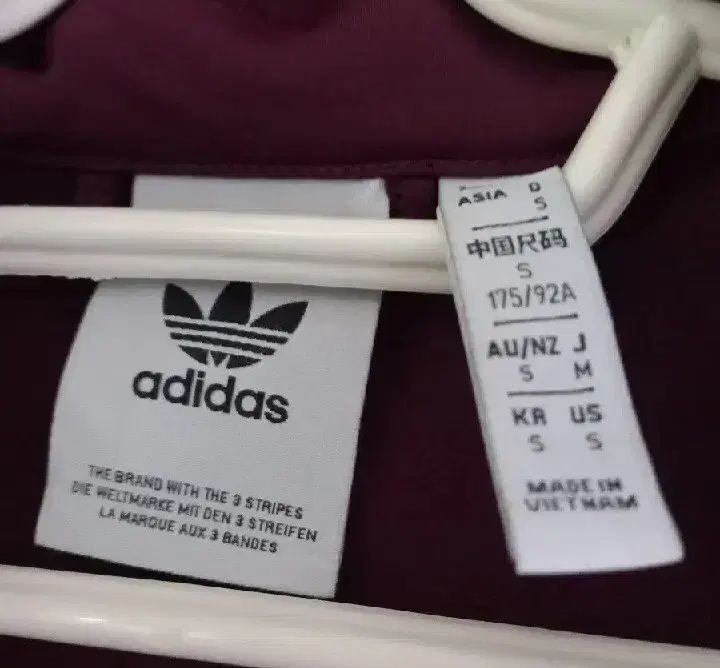 adidas
THE BRAND WITH THE 3 STRIPES
DIE WELTMARKE MIT DEN 3 STREIFEN
LA MARQUE AUX 3 BANDES
ASIA D
S
中国尺码
S
175/92A
AU/NZ J
S M
KR US
S S
MADE IN
VIETNAM